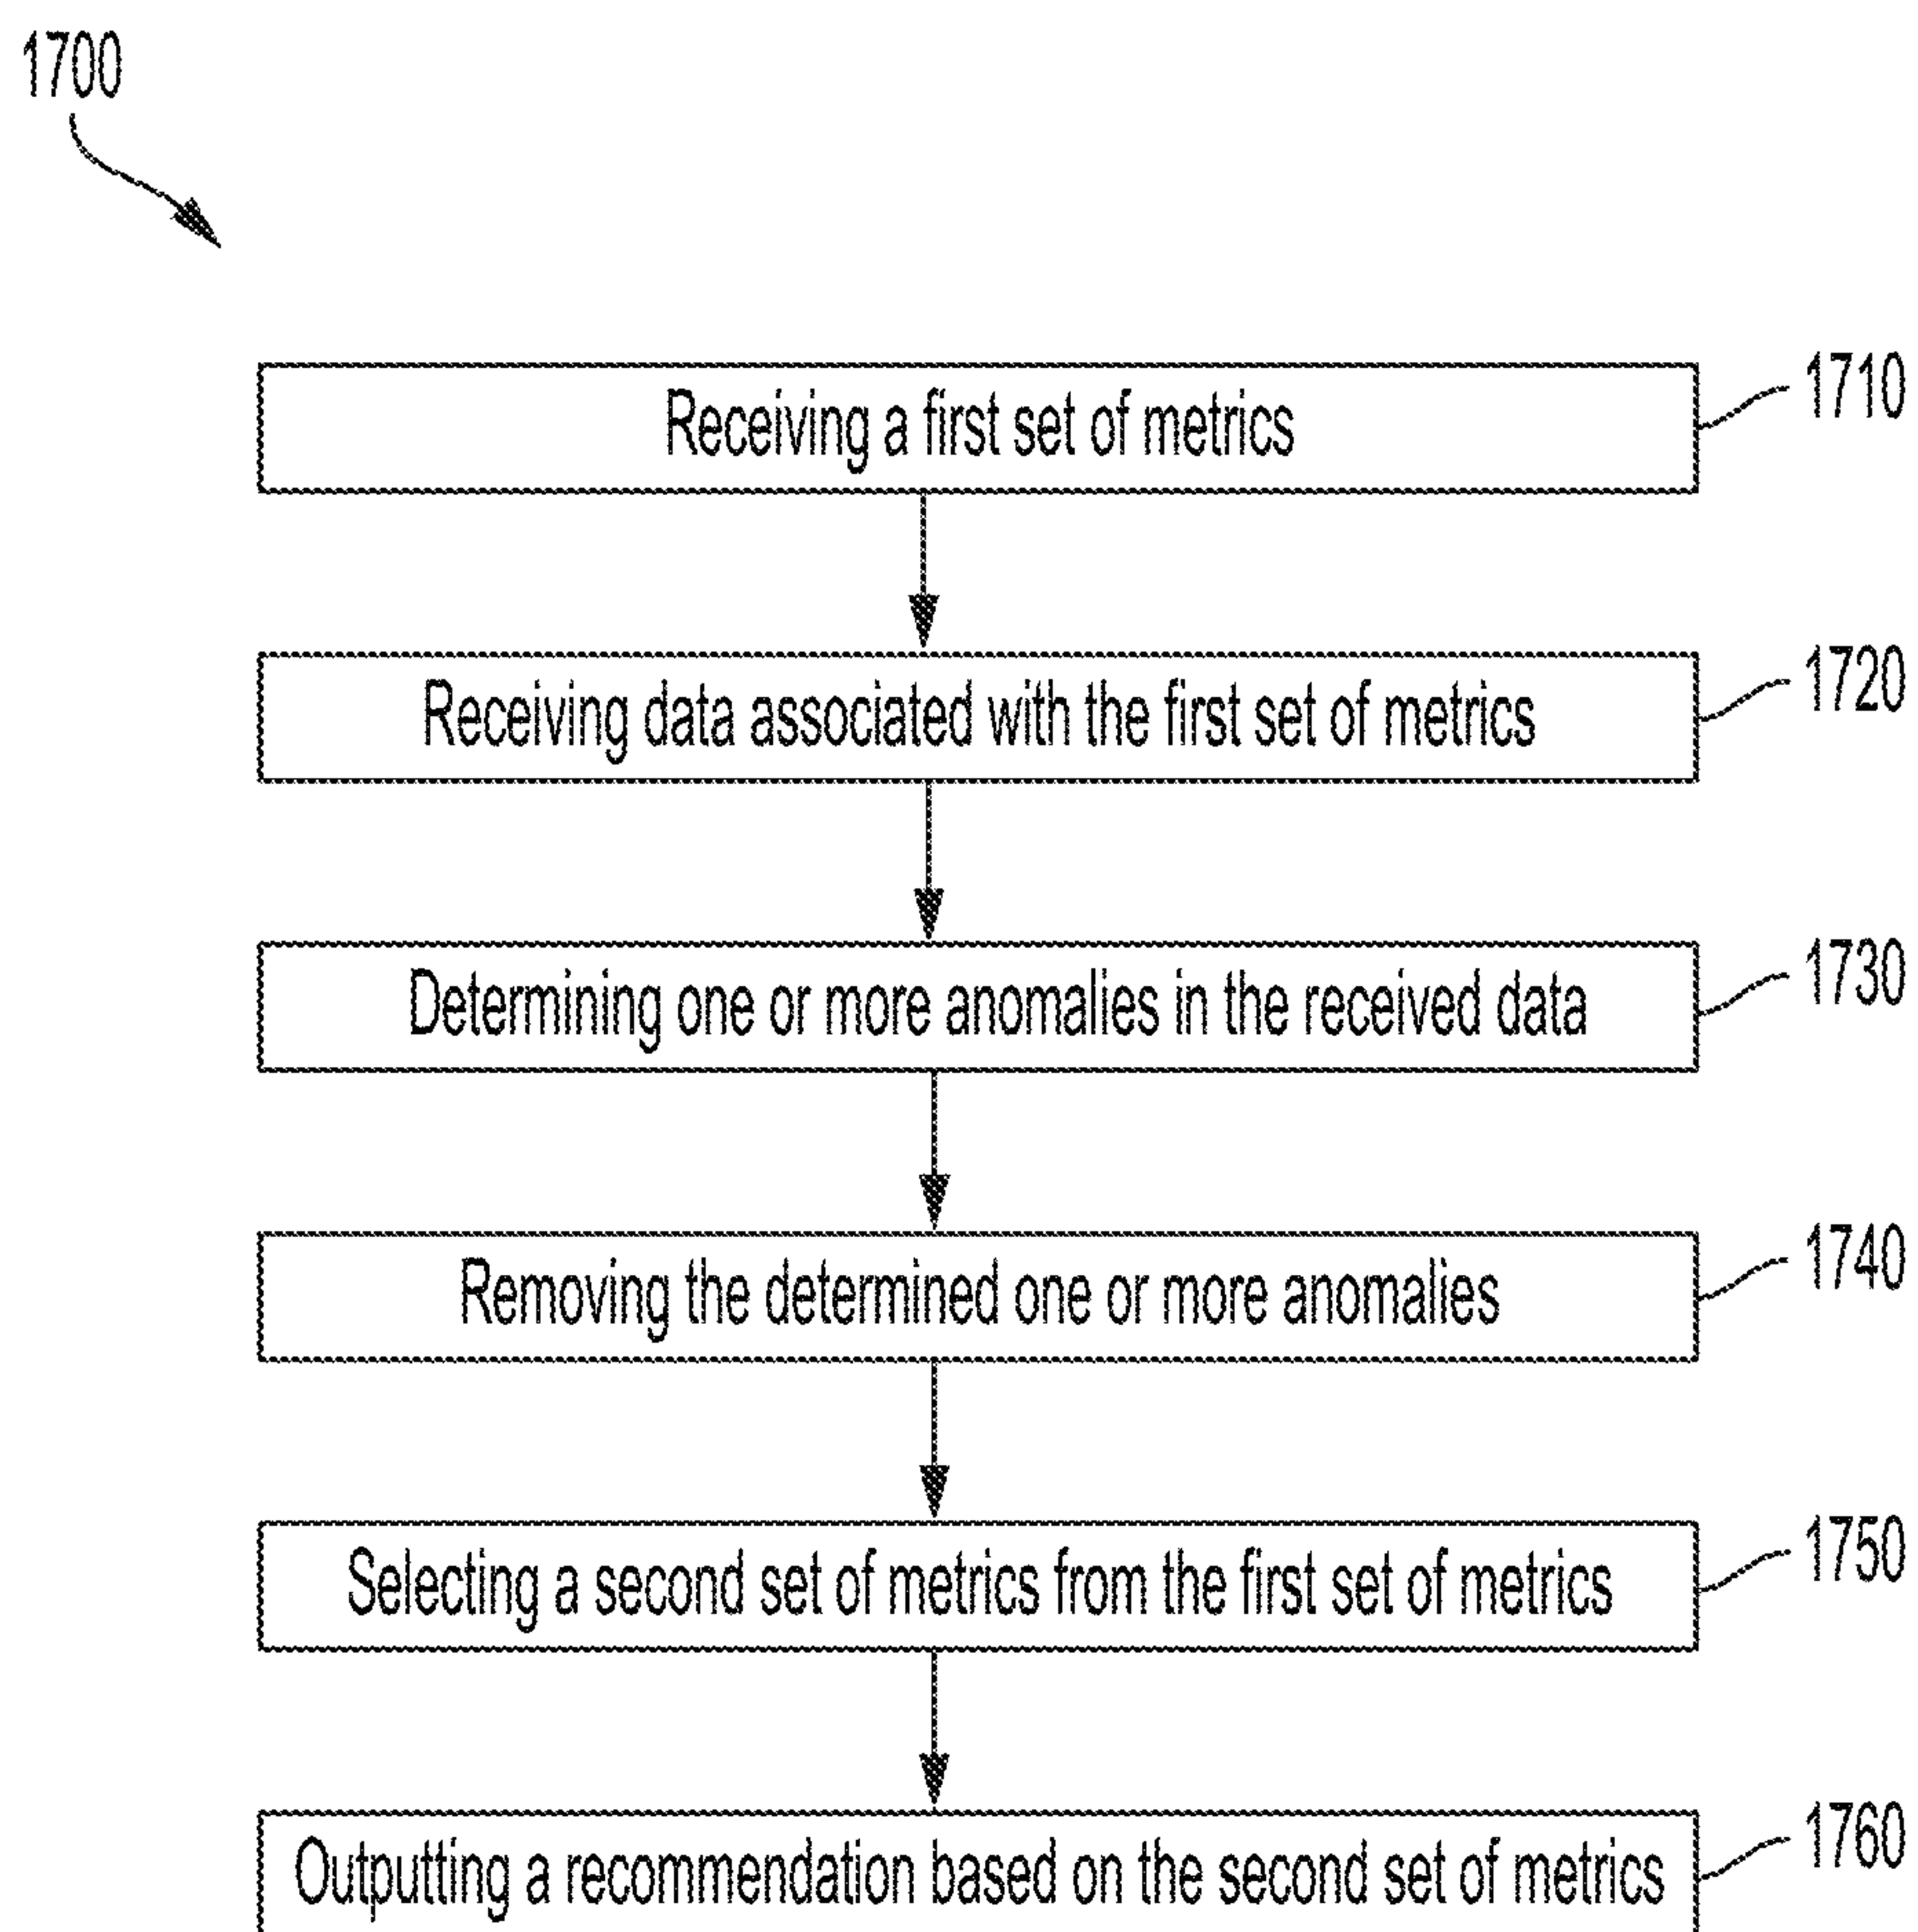 1700
Receiving a first set of metrics
1710
Receiving data associated with the first set of metrics
1720
Determining one or more anomalies in the received data
1730
Removing the determined one or more anomalies
1740
Selecting a second set of metrics from the first set of metrics
1750
Outputting a recommendation based on the second set of metrics
1760